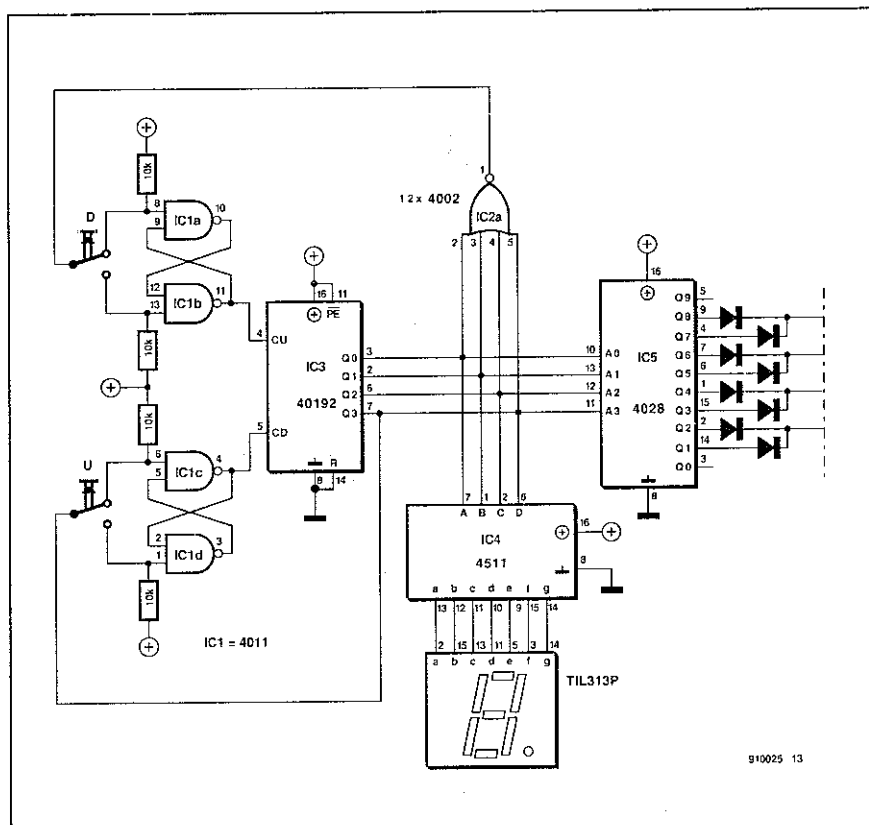 1
12x 4002
IC2a
2 3 4 5
10k
8 IC1a 10
9
D
12 IC1b 11
13
10k
10k
16 11
PE
4 CU
IC3
40192
Q0 3
Q1 2
Q2 6
Q3 7
5 CD
R
8 14
6 IC1c 4
5
U
2 IC1d 3
1
10k
IC1 = 4011
16
Q9 5
Q8 9
Q7 4
Q6 7
Q5 6
Q4 1
Q3 15
Q2 2
Q1 14
Q0 3
IC5
4028
10 A0
13 A1
12 A2
11 A3
8
7 1 2 6
A B C D
16
IC4
4511
8
a b c d e f g
13 12 11 10 9 15 14
2 15 13 11 5 3 14
a b c d e f g
TIL313P
910025 13